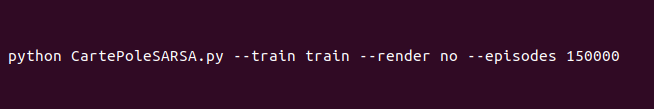 python CartePoleSARSA.py --train train --render no --episodes 150000